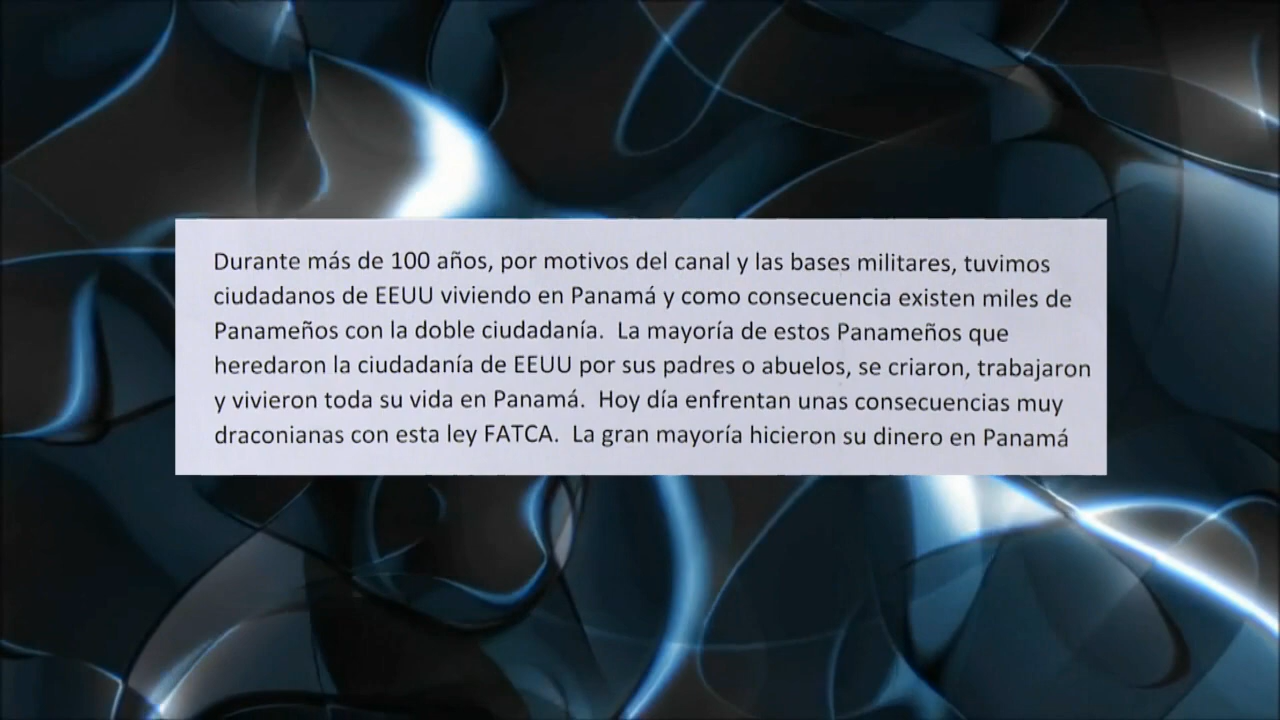 Durante más de 100 años, por motivos del canal y las bases militares, tuvimos
ciudadanos de EEUU viviendo en Panamá y como consecuencia existen miles de
Panameños con la doble ciudadanía.  La mayoría de estos Panameños que
heredaron la ciudadanía de EEUU por sus padres o abuelos, se criaron, trabajaron
y vivieron toda su vida en Panamá.  Hoy día enfrentan unas consecuencias muy
draconianas con esta ley FATCA.  La gran mayoría hicieron su dinero en Panamá